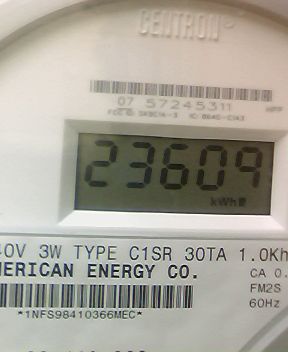 CENTRON
07 57245311
23609
kWh
40V 3W TYPE C1SR 30TA 1.0Kh
MERICAN ENERGY CO.
CA 0.
FM2S
60Hz
*1NFS98410366MEC*